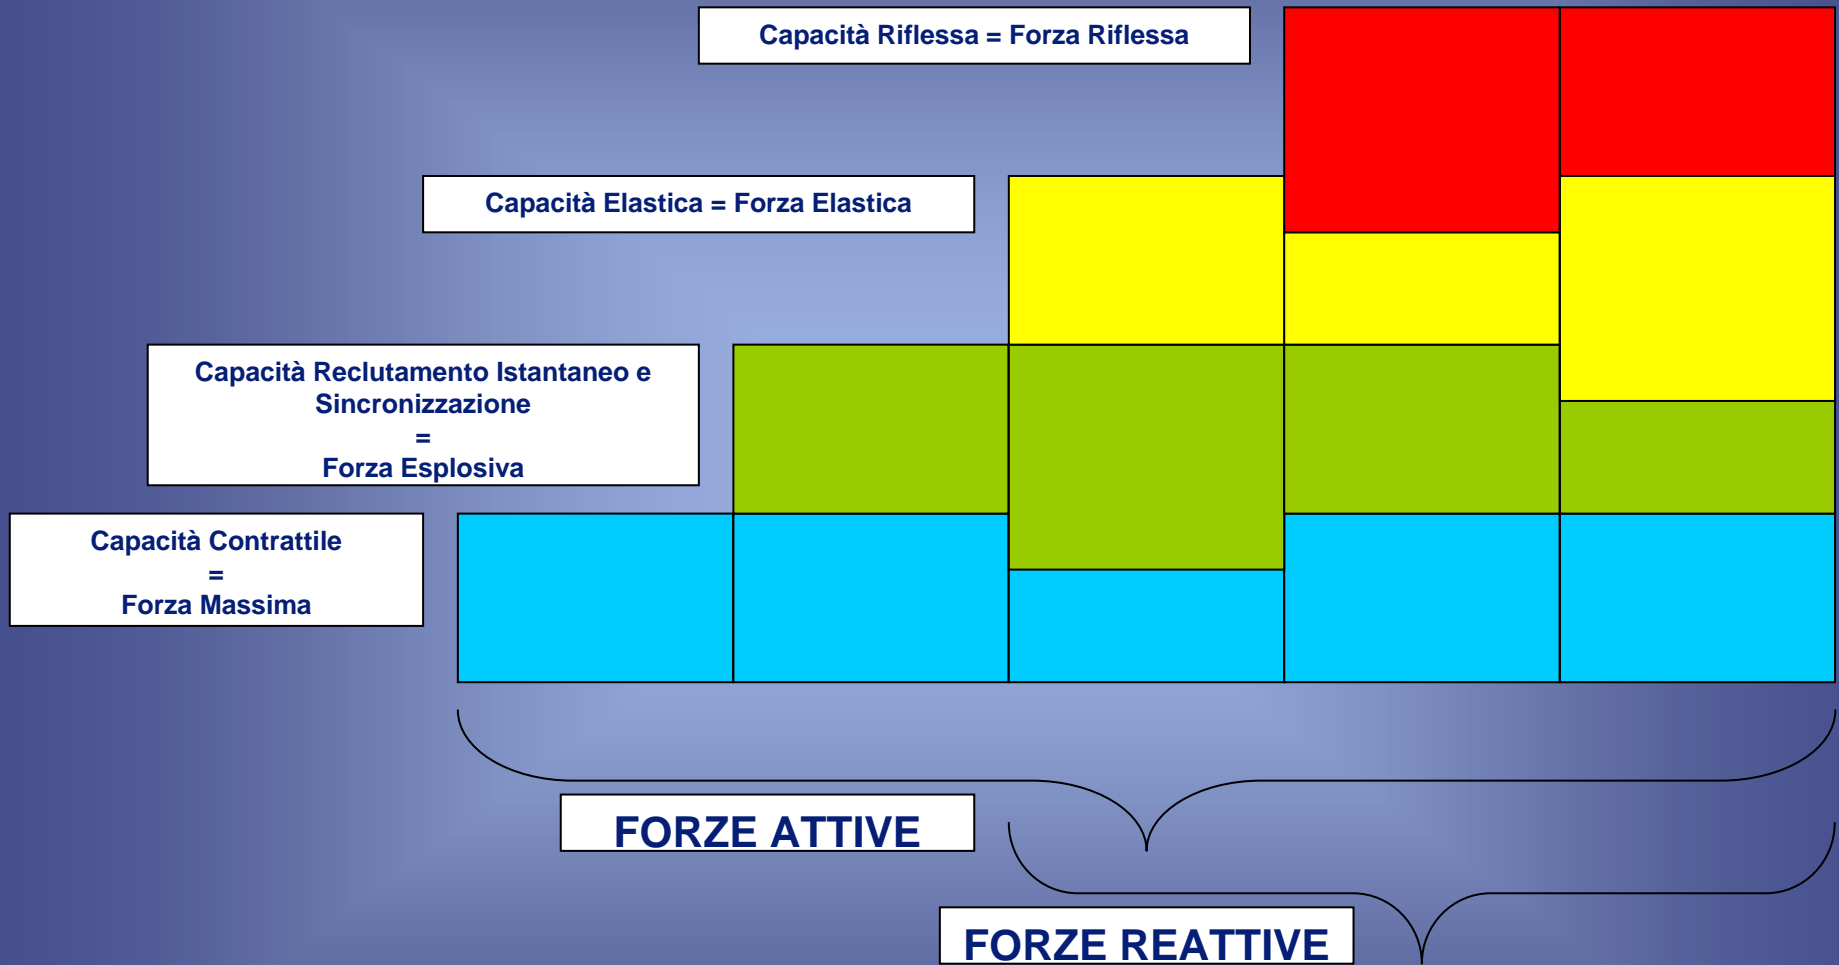 Capacità Riflessa = Forza Riflessa
Capacità Elastica = Forza Elastica
Capacità Reclutamento Istantaneo e
Sincronizzazione
=
Forza Esplosiva
Capacità Contrattile
=
Forza Massima
FORZE ATTIVE
FORZE REATTIVE